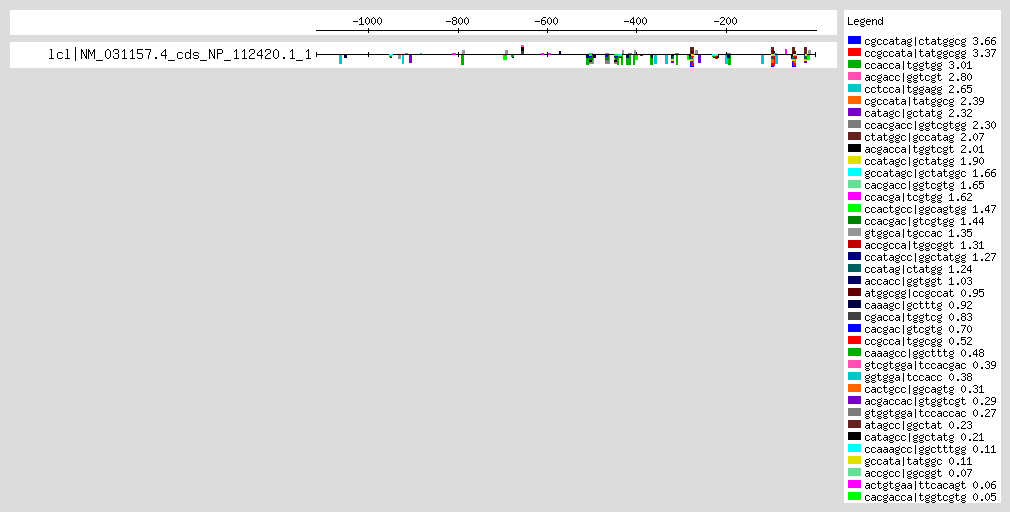 -1000 -800 -600 -400 -200
lcl|NM_031157.4_cds_NP_112420.1_1
Legend
cgccatag|ctatggcg 3.66
ccgccata|tatggcgg 3.37
ccacca|tggtgg 3.01
acgacc|ggtcgt 2.80
cctcca|tggagg 2.65
cgccata|tatggcg 2.39
catagc|gctatg 2.32
ccacgacc|ggtcgtgg 2.30
ctatggc|gccatag 2.07
acgacca|tggtcgt 2.01
ccatagc|gctatgg 1.90
gccatagc|gctatggc 1.66
cacgacc|ggtcgtg 1.65
ccacga|tcgtgg 1.62
ccactgcc|ggcagtgg 1.47
ccacgac|gtcgtgg 1.44
gtggca|tgccac 1.35
accgcca|tggcggt 1.31
ccatagcc|ggctatgg 1.27
ccatag|ctatgg 1.24
accacc|ggtggt 1.03
atggcgg|ccgccat 0.95
caaagc|gctttg 0.92
cgacca|tggtcg 0.83
cacgac|gtcgtg 0.70
ccgcca|tggcgg 0.52
caaagcc|ggctttg 0.48
gtcgtgga|tccacgac 0.39
ggtgga|tccacc 0.38
cactgcc|ggcagtg 0.31
acgaccac|gtggtcgt 0.29
gtggtgga|tccaccac 0.27
atagcc|ggctat 0.23
catagcc|ggctatg 0.21
ccaaagcc|ggctttgg 0.11
gccata|tatggc 0.11
accgcc|ggcggt 0.07
actgtgaa|ttcacagt 0.06
cacgacca|tggtcgtg 0.05